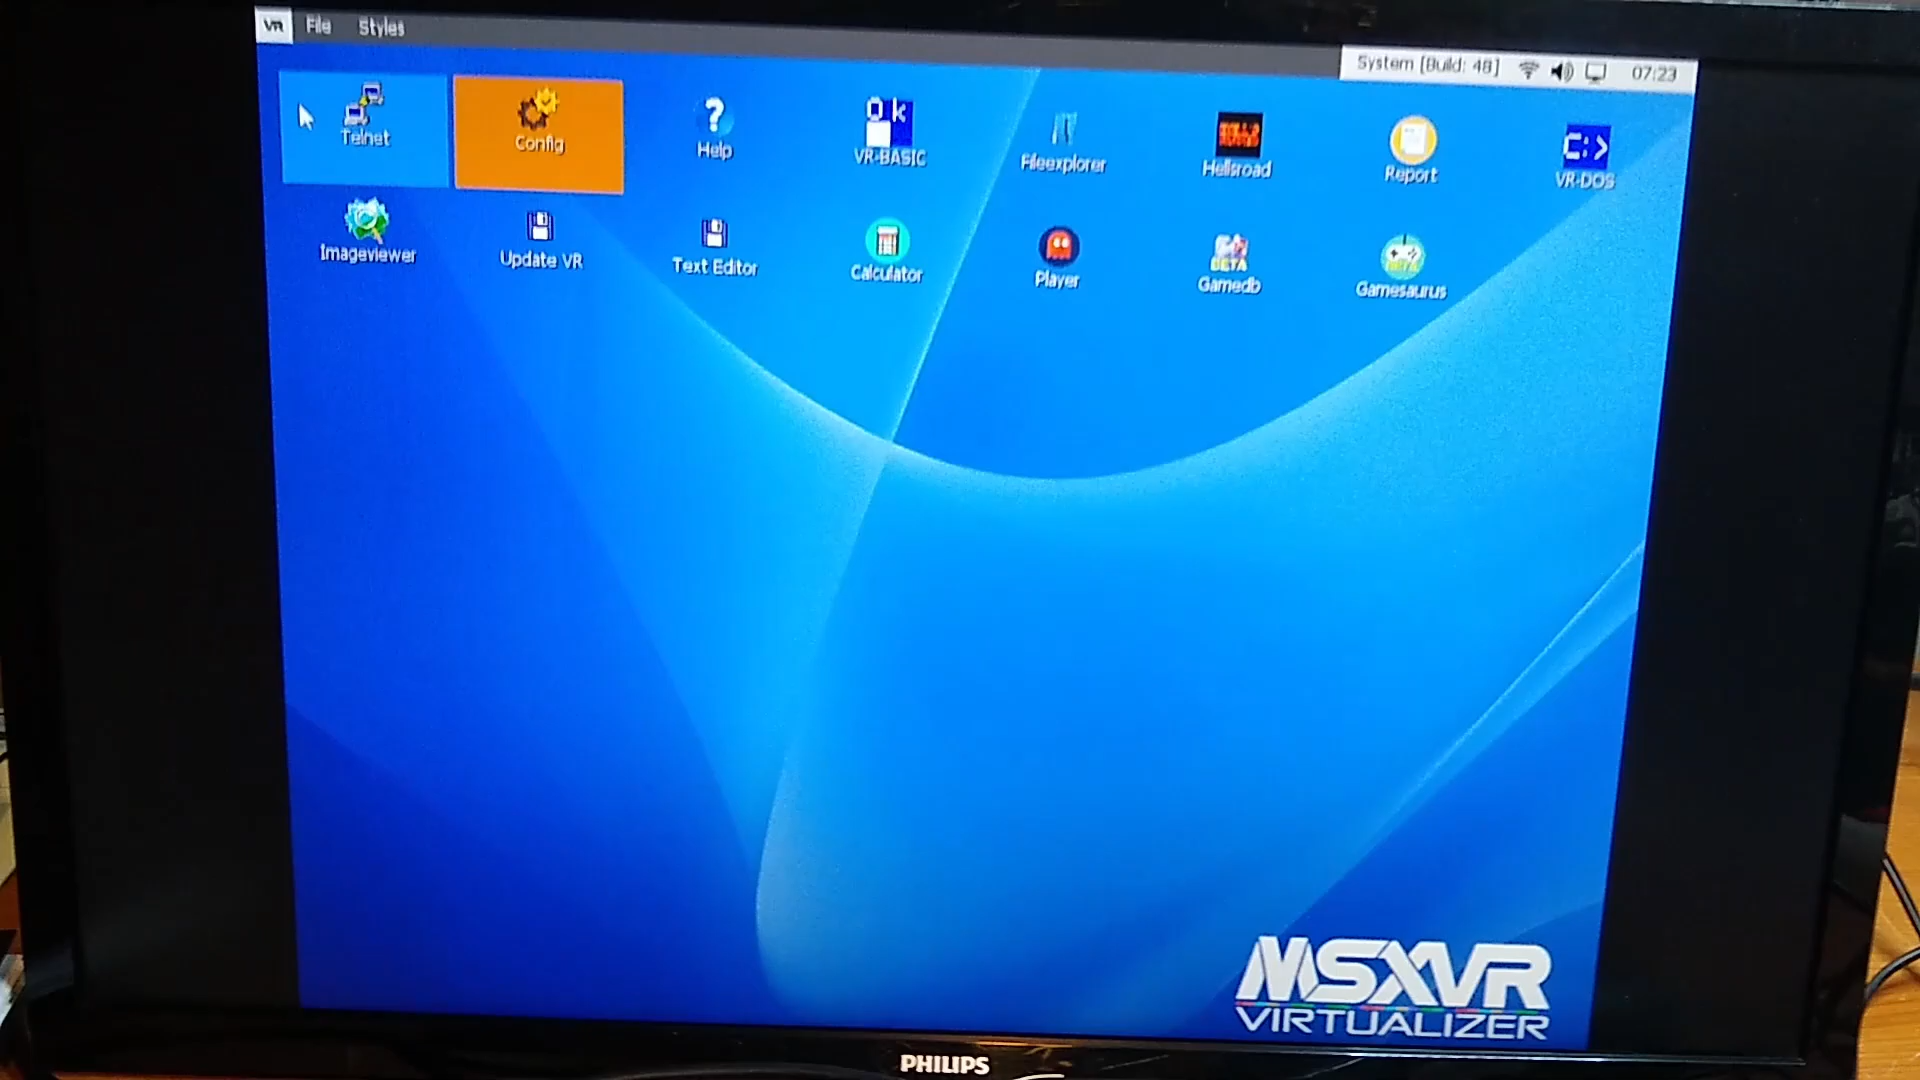 VR File Styles
System [Build: 48] 07:23
Telnet Config Help Ok VR-BASIC Fileexplorer Hellsroad Report C:> VR-DOS
Imageviewer Update VR Text Editor Calculator Player BETA Gamedb Gamesaurus
MSXVR
VIRTUALIZER
PHILIPS